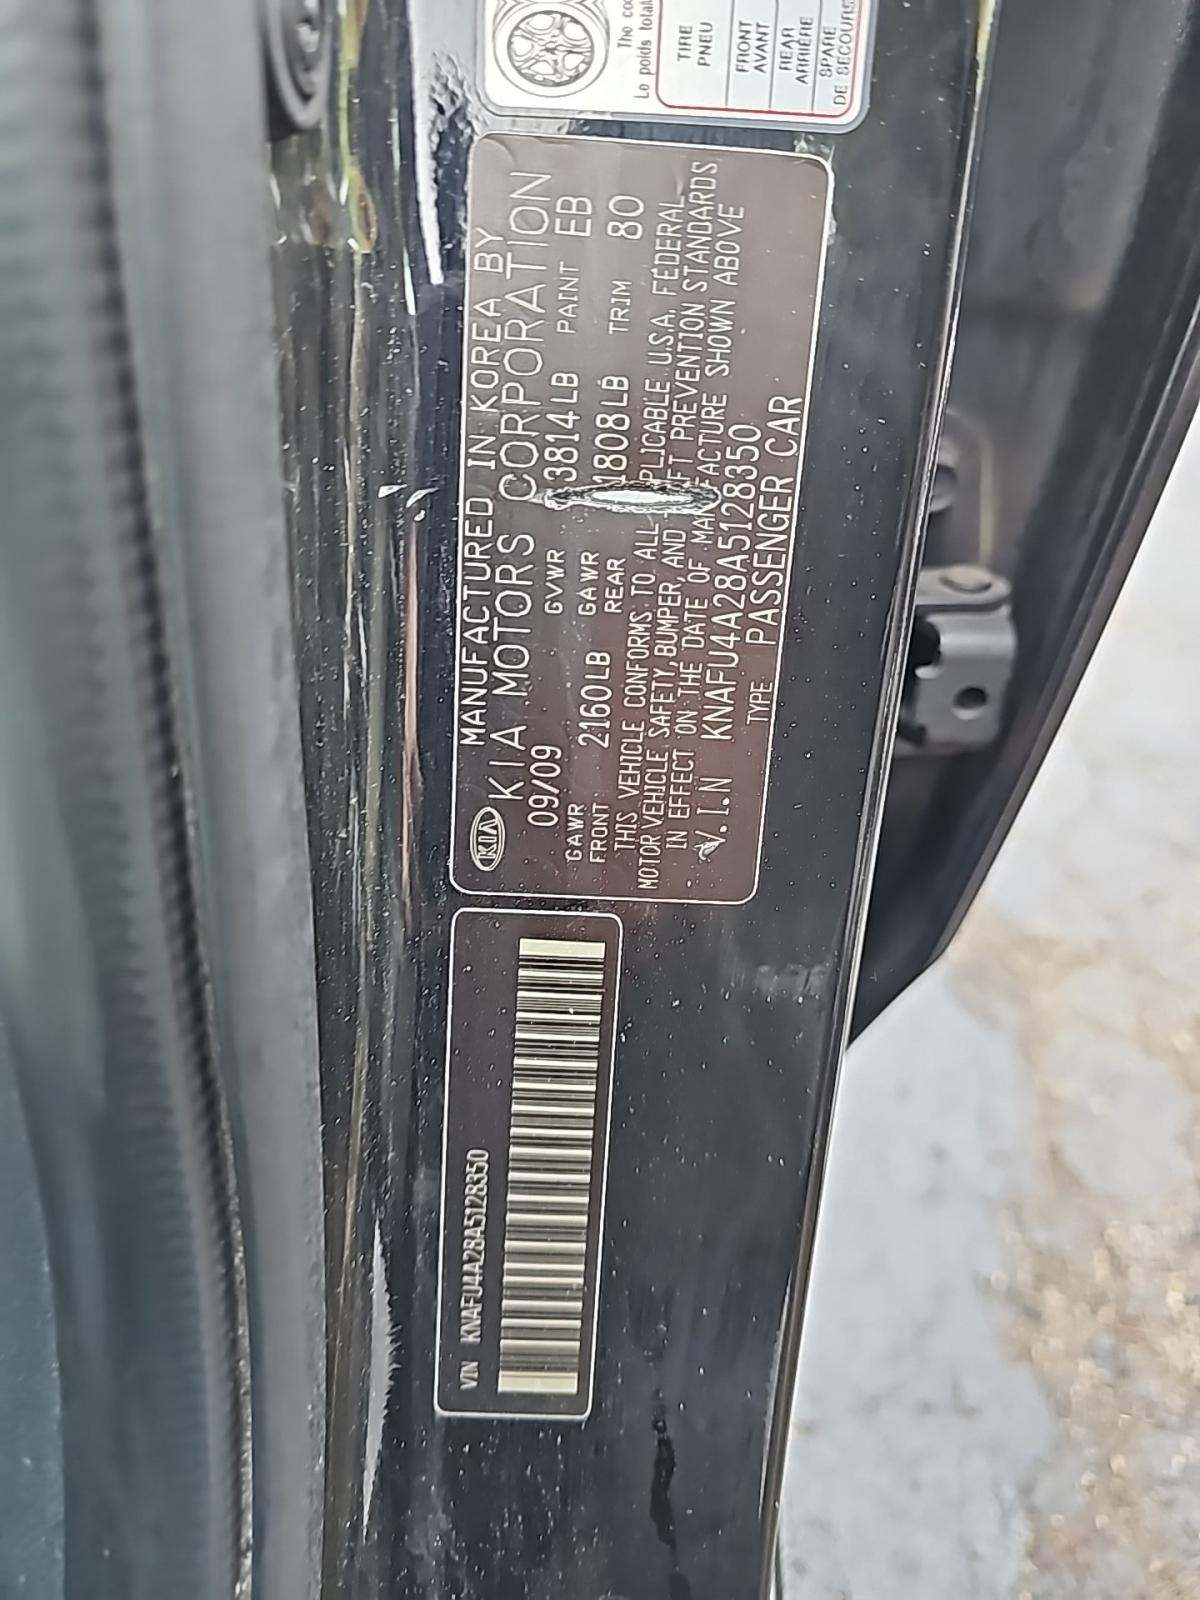 The
Le poids total
TIRE
PNEU
FRONT
AVANT
REAR
ARRIÈRE
SPARE
DE SECOURS
KIA
MANUFACTURED IN KOREA BY
KIA MOTORS CORPORATION
09/09 GVWR 3814LB PAINT EB
GAWR FRONT 2160LB GAWR REAR 1808LB TRIM 80
THIS VEHICLE CONFORMS TO ALL APPLICABLE U.S.A. FEDERAL
MOTOR VEHICLE SAFETY, BUMPER, AND THEFT PREVENTION STANDARDS
IN EFFECT ON THE DATE OF MANUFACTURE SHOWN ABOVE
V.I.N KNAFU4A28A5128350
TYPE PASSENGER CAR
VIN KNAFU4A28A5128350